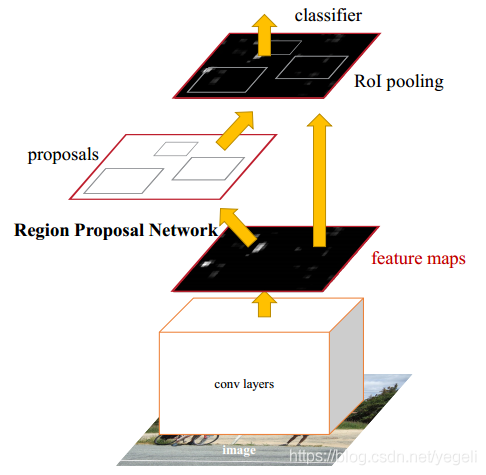 classifier
RoI pooling
proposals
Region Proposal Network
feature maps
conv layers
image
https://blog.csdn.net/yegeli